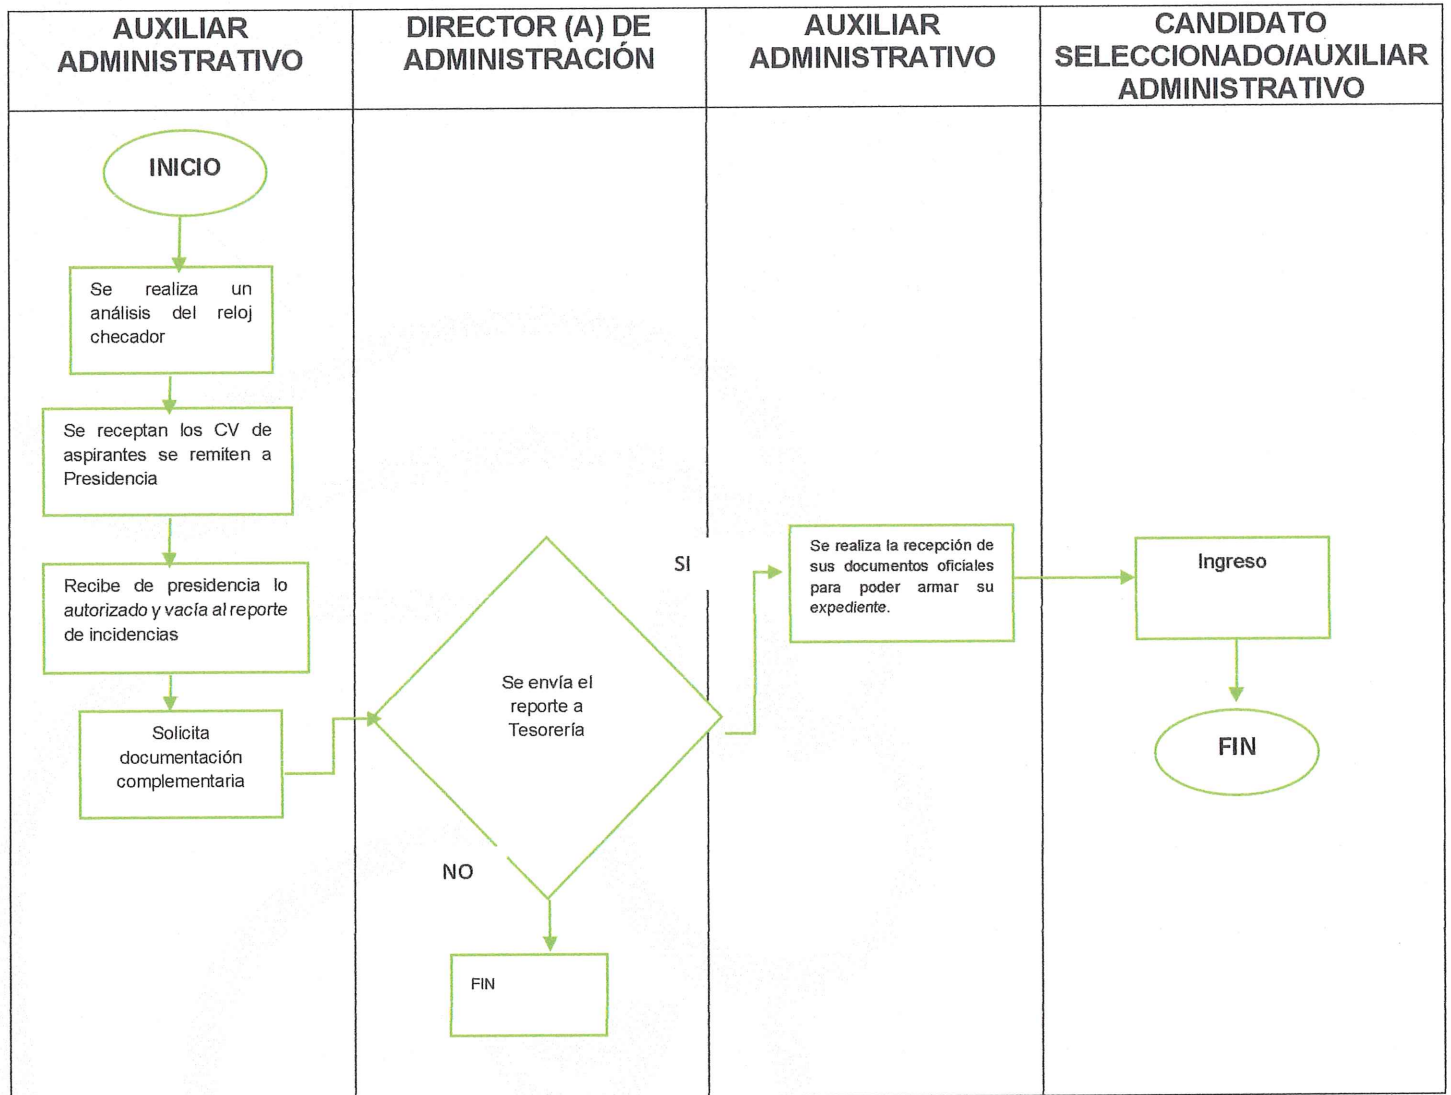 AUXILIAR
ADMINISTRATIVO
DIRECTOR (A) DE
ADMINISTRACIÓN
AUXILIAR
ADMINISTRATIVO
CANDIDATO
SELECCIONADO/AUXILIAR
ADMINISTRATIVO
INICIO
Se realiza un
análisis del reloj
checador
Se receptan los CV de
aspirantes se remiten a
Presidencia
Recibe de presidencia lo
autorizado y vacía al reporte
de incidencias
Solicita
documentación
complementaria
Se envía el
reporte a
Tesorería
SI
NO
FIN
Se realiza la recepción de
sus documentos oficiales
para poder armar su
expediente.
Ingreso
FIN